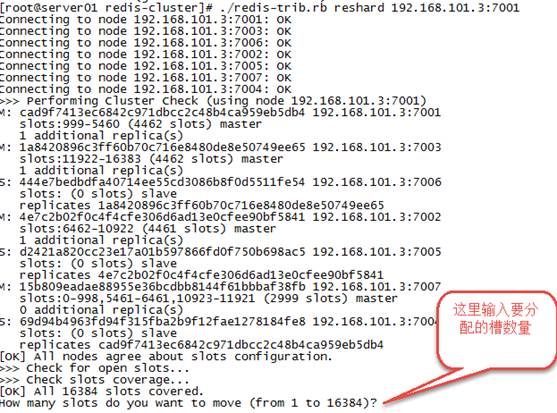 [root@server01 redis-cluster]# ./redis-trib.rb reshard 192.168.101.3:7001
Connecting to node 192.168.101.3:7001: OK
Connecting to node 192.168.101.3:7003: OK
Connecting to node 192.168.101.3:7006: OK
Connecting to node 192.168.101.3:7002: OK
Connecting to node 192.168.101.3:7005: OK
Connecting to node 192.168.101.3:7007: OK
Connecting to node 192.168.101.3:7004: OK
>>> Performing Cluster Check (using node 192.168.101.3:7001)
M: cad9f7413ec6842c971dbcc2c48b4ca959eb5db4 192.168.101.3:7001
slots:999-5460 (4462 slots) master
1 additional replica(s)
M: 1a8420896c3ff60b70c716e8480de8e50749ee65 192.168.101.3:7003
slots:11922-16383 (4462 slots) master
1 additional replica(s)
S: 444e7bedbdfa40714ee55cd3086b8f0d5511fe54 192.168.101.3:7006
slots: (0 slots) slave
replicates 1a8420896c3ff60b70c716e8480de8e50749ee65
M: 4e7c2b02f0c4f4cfe306d6ad13e0cfee90bf5841 192.168.101.3:7002
slots:6462-10922 (4461 slots) master
1 additional replica(s)
S: d2421a820cc23e17a01b597866fd0f750b698ac5 192.168.101.3:7005
slots: (0 slots) slave
replicates 4e7c2b02f0c4f4cfe306d6ad13e0cfee90bf5841
M: 15b809eadae88955e36bcdbb8144f61bbbaf38fb 192.168.101.3:7007
slots:0-998,5461-6461,10923-11921 (2999 slots) master
0 additional replica(s)
S: 69d94b4963fd94f315fba2b9f12fae1278184fe8 192.168.101.3:7004
slots: (0 slots) slave
replicates cad9f7413ec6842c971dbcc2c48b4ca959eb5db4
[OK] All nodes agree about slots configuration.
>>> Check for open slots...
>>> Check slots coverage...
[OK] All 16384 slots covered.
How many slots do you want to move (from 1 to 16384)?
这里输入要分
配的槽数量